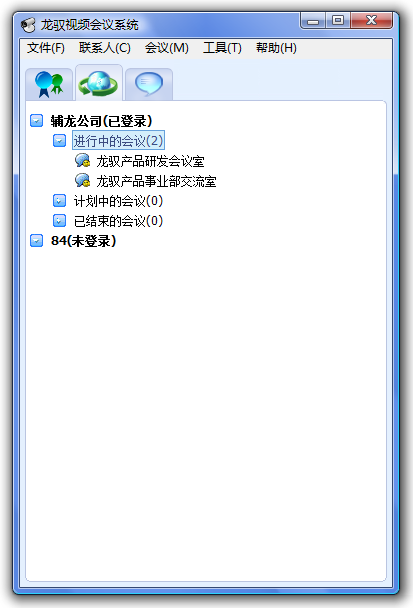 龙驭视频会议系统
文件(F) 联系人(C) 会议(M) 工具(T) 帮助(H)
辅龙公司(已登录)
进行中的会议(2)
龙驭产品研发会议室
龙驭产品事业部交流室
计划中的会议(0)
已结束的会议(0)
84(未登录)